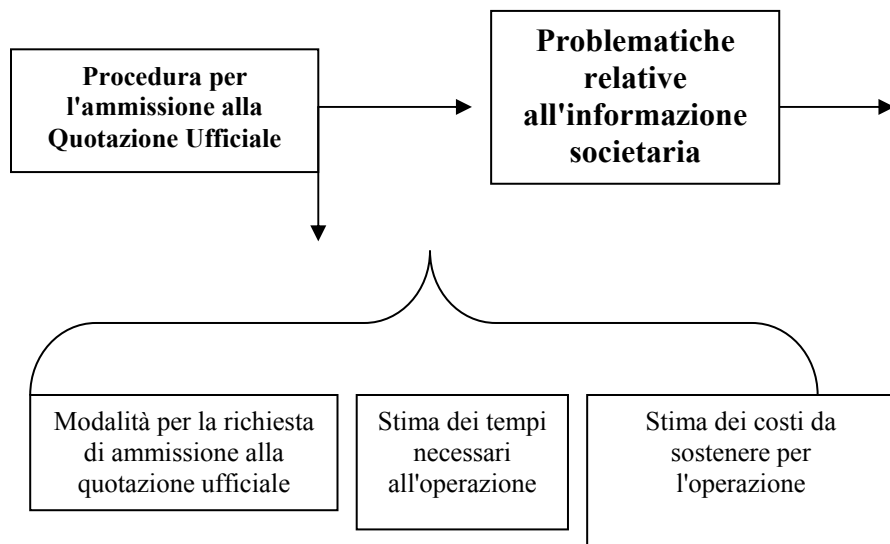 Procedura per
l'ammissione alla
Quotazione Ufficiale
Problematiche
relative
all'informazione
societaria
Modalità per la richiesta
di ammissione alla
quotazione ufficiale
Stima dei tempi
necessari
all'operazione
Stima dei costi da
sostenere per
l'operazione